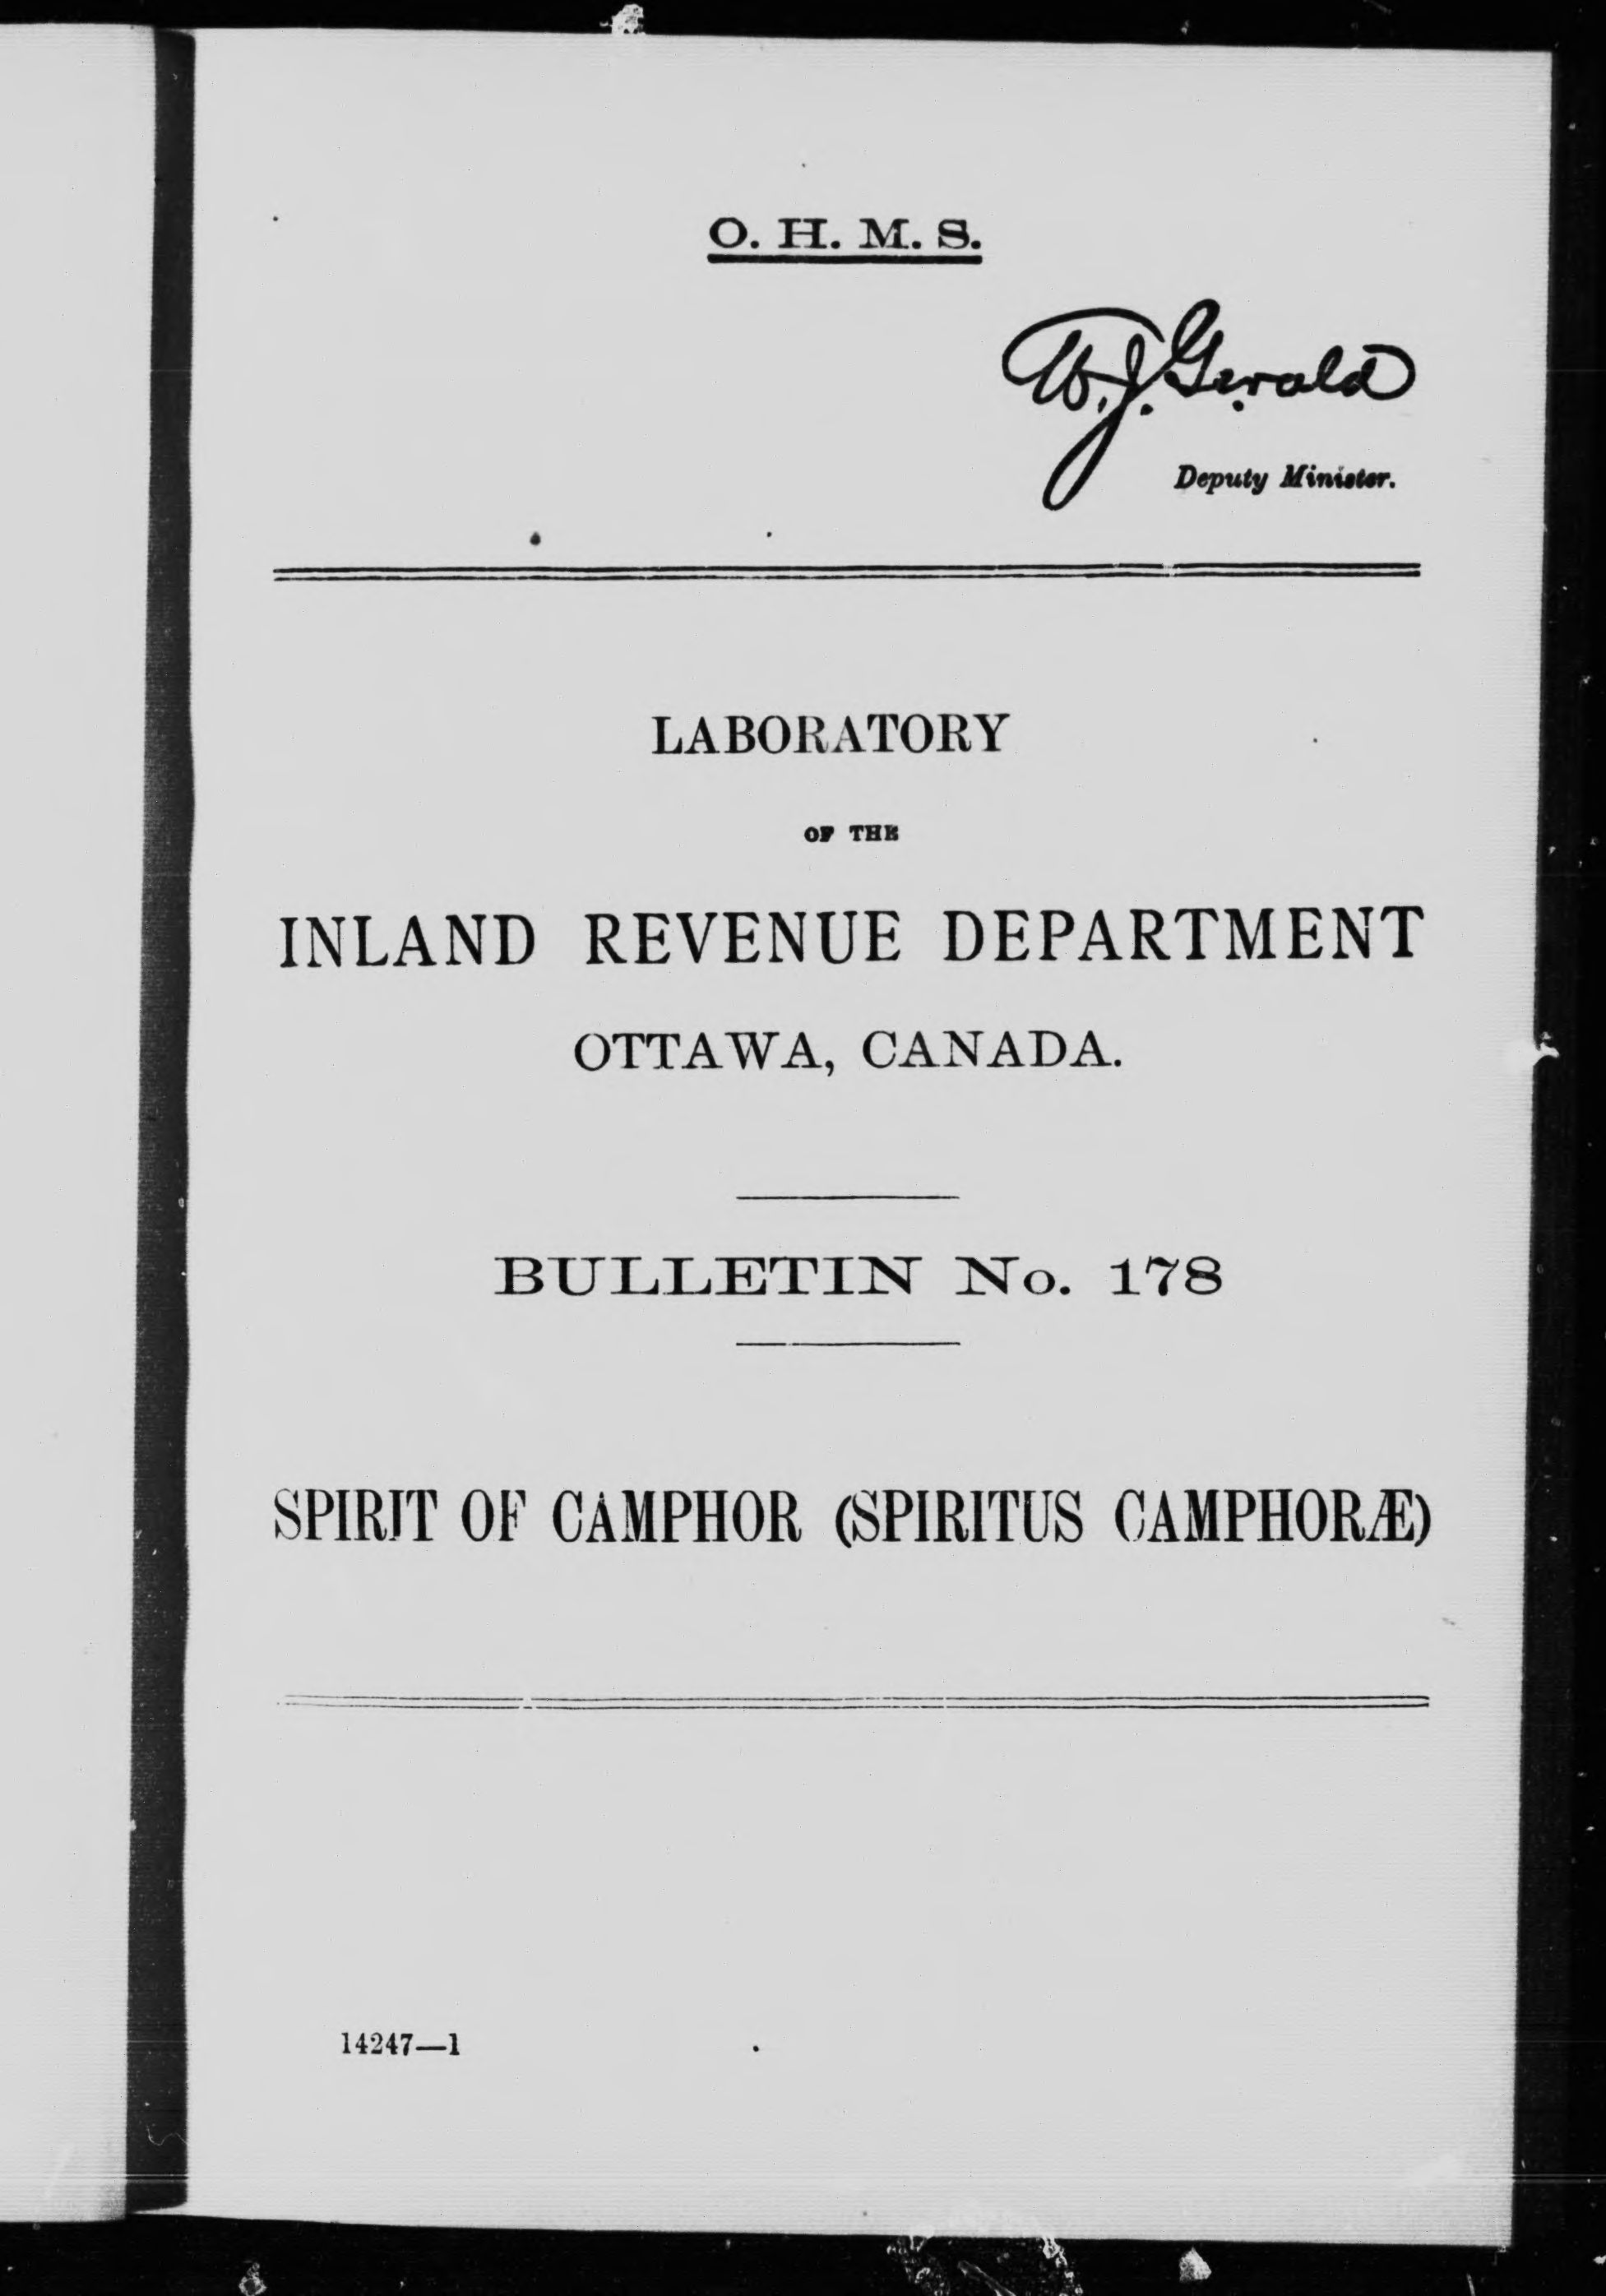 O. H. M. S.
W. J. Gerald
Deputy Minister.
LABORATORY
OF THE
INLAND REVENUE DEPARTMENT
OTTAWA, CANADA.
BULLETIN No. 178
SPIRIT OF CAMPHOR (SPIRITUS CAMPHORÆ)
14247—1